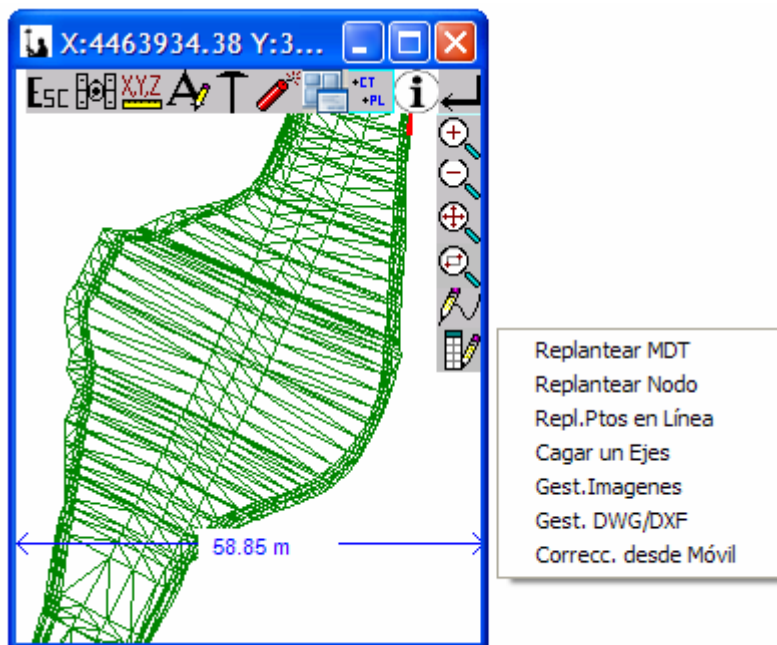 X:4463934.38 Y:3...
Esc X,Y,Z A +CT
+PL i
58.85 m
Replantear MDT
Replantear Nodo
Repl.Ptos en Línea
Cagar un Ejes
Gest.Imagenes
Gest. DWG/DXF
Correcc. desde Móvil